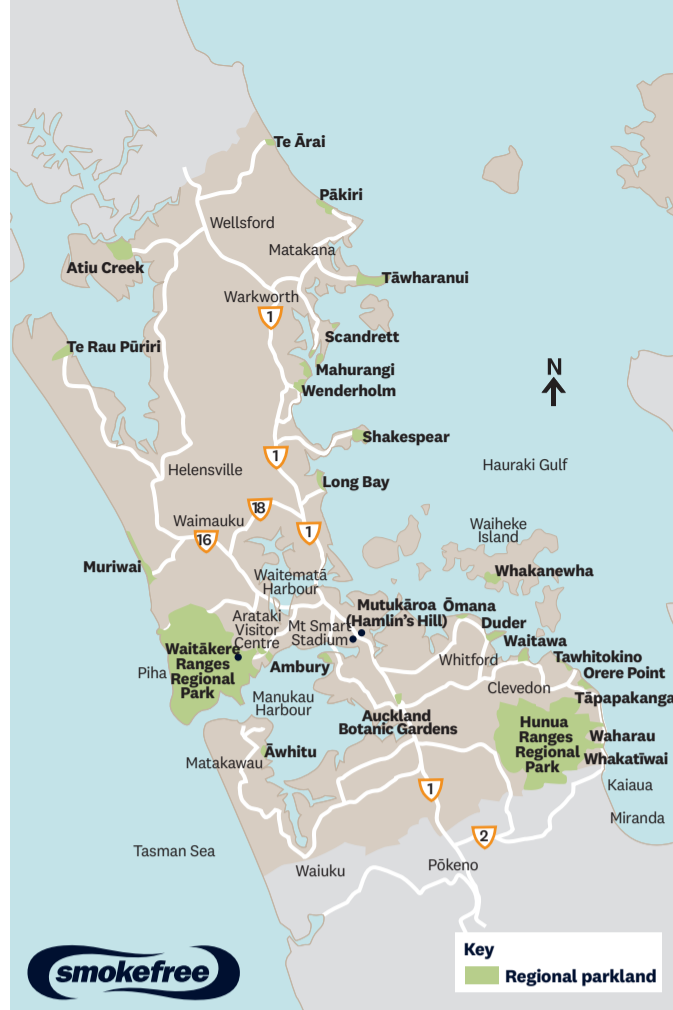 Te Ārai
Pākiri
Wellsford
Matakana
Atiu Creek
Tāwharanui
Warkworth
1
Scandrett
Te Rau Pūriri
Mahurangi
N
Wenderholm
Shakespear
1
Hauraki Gulf
Helensville
Long Bay
18
Waimauku
Waiheke
Island
16
1
Muriwai
Waitematā
Harbour
Whakanewha
Mutukāroa
(Hamlin's Hill)
Ōmana
Arataki
Visitor
Centre
Mt Smart
Stadium
Duder
Waitawa
Waitākere
Ranges
Regional
Park
Whitford
Tawhitokino
Piha
Ambury
Orere Point
Clevedon
Manukau
Harbour
Tāpapakanga
Auckland
Botanic Gardens
Hunua
Ranges
Regional
Park
Waharau
Āwhitu
Whakatīwai
Matakawau
Kaiaua
1
Miranda
2
Tasman Sea
Waiuku
Pōkeno
smokefree
Key
Regional parkland